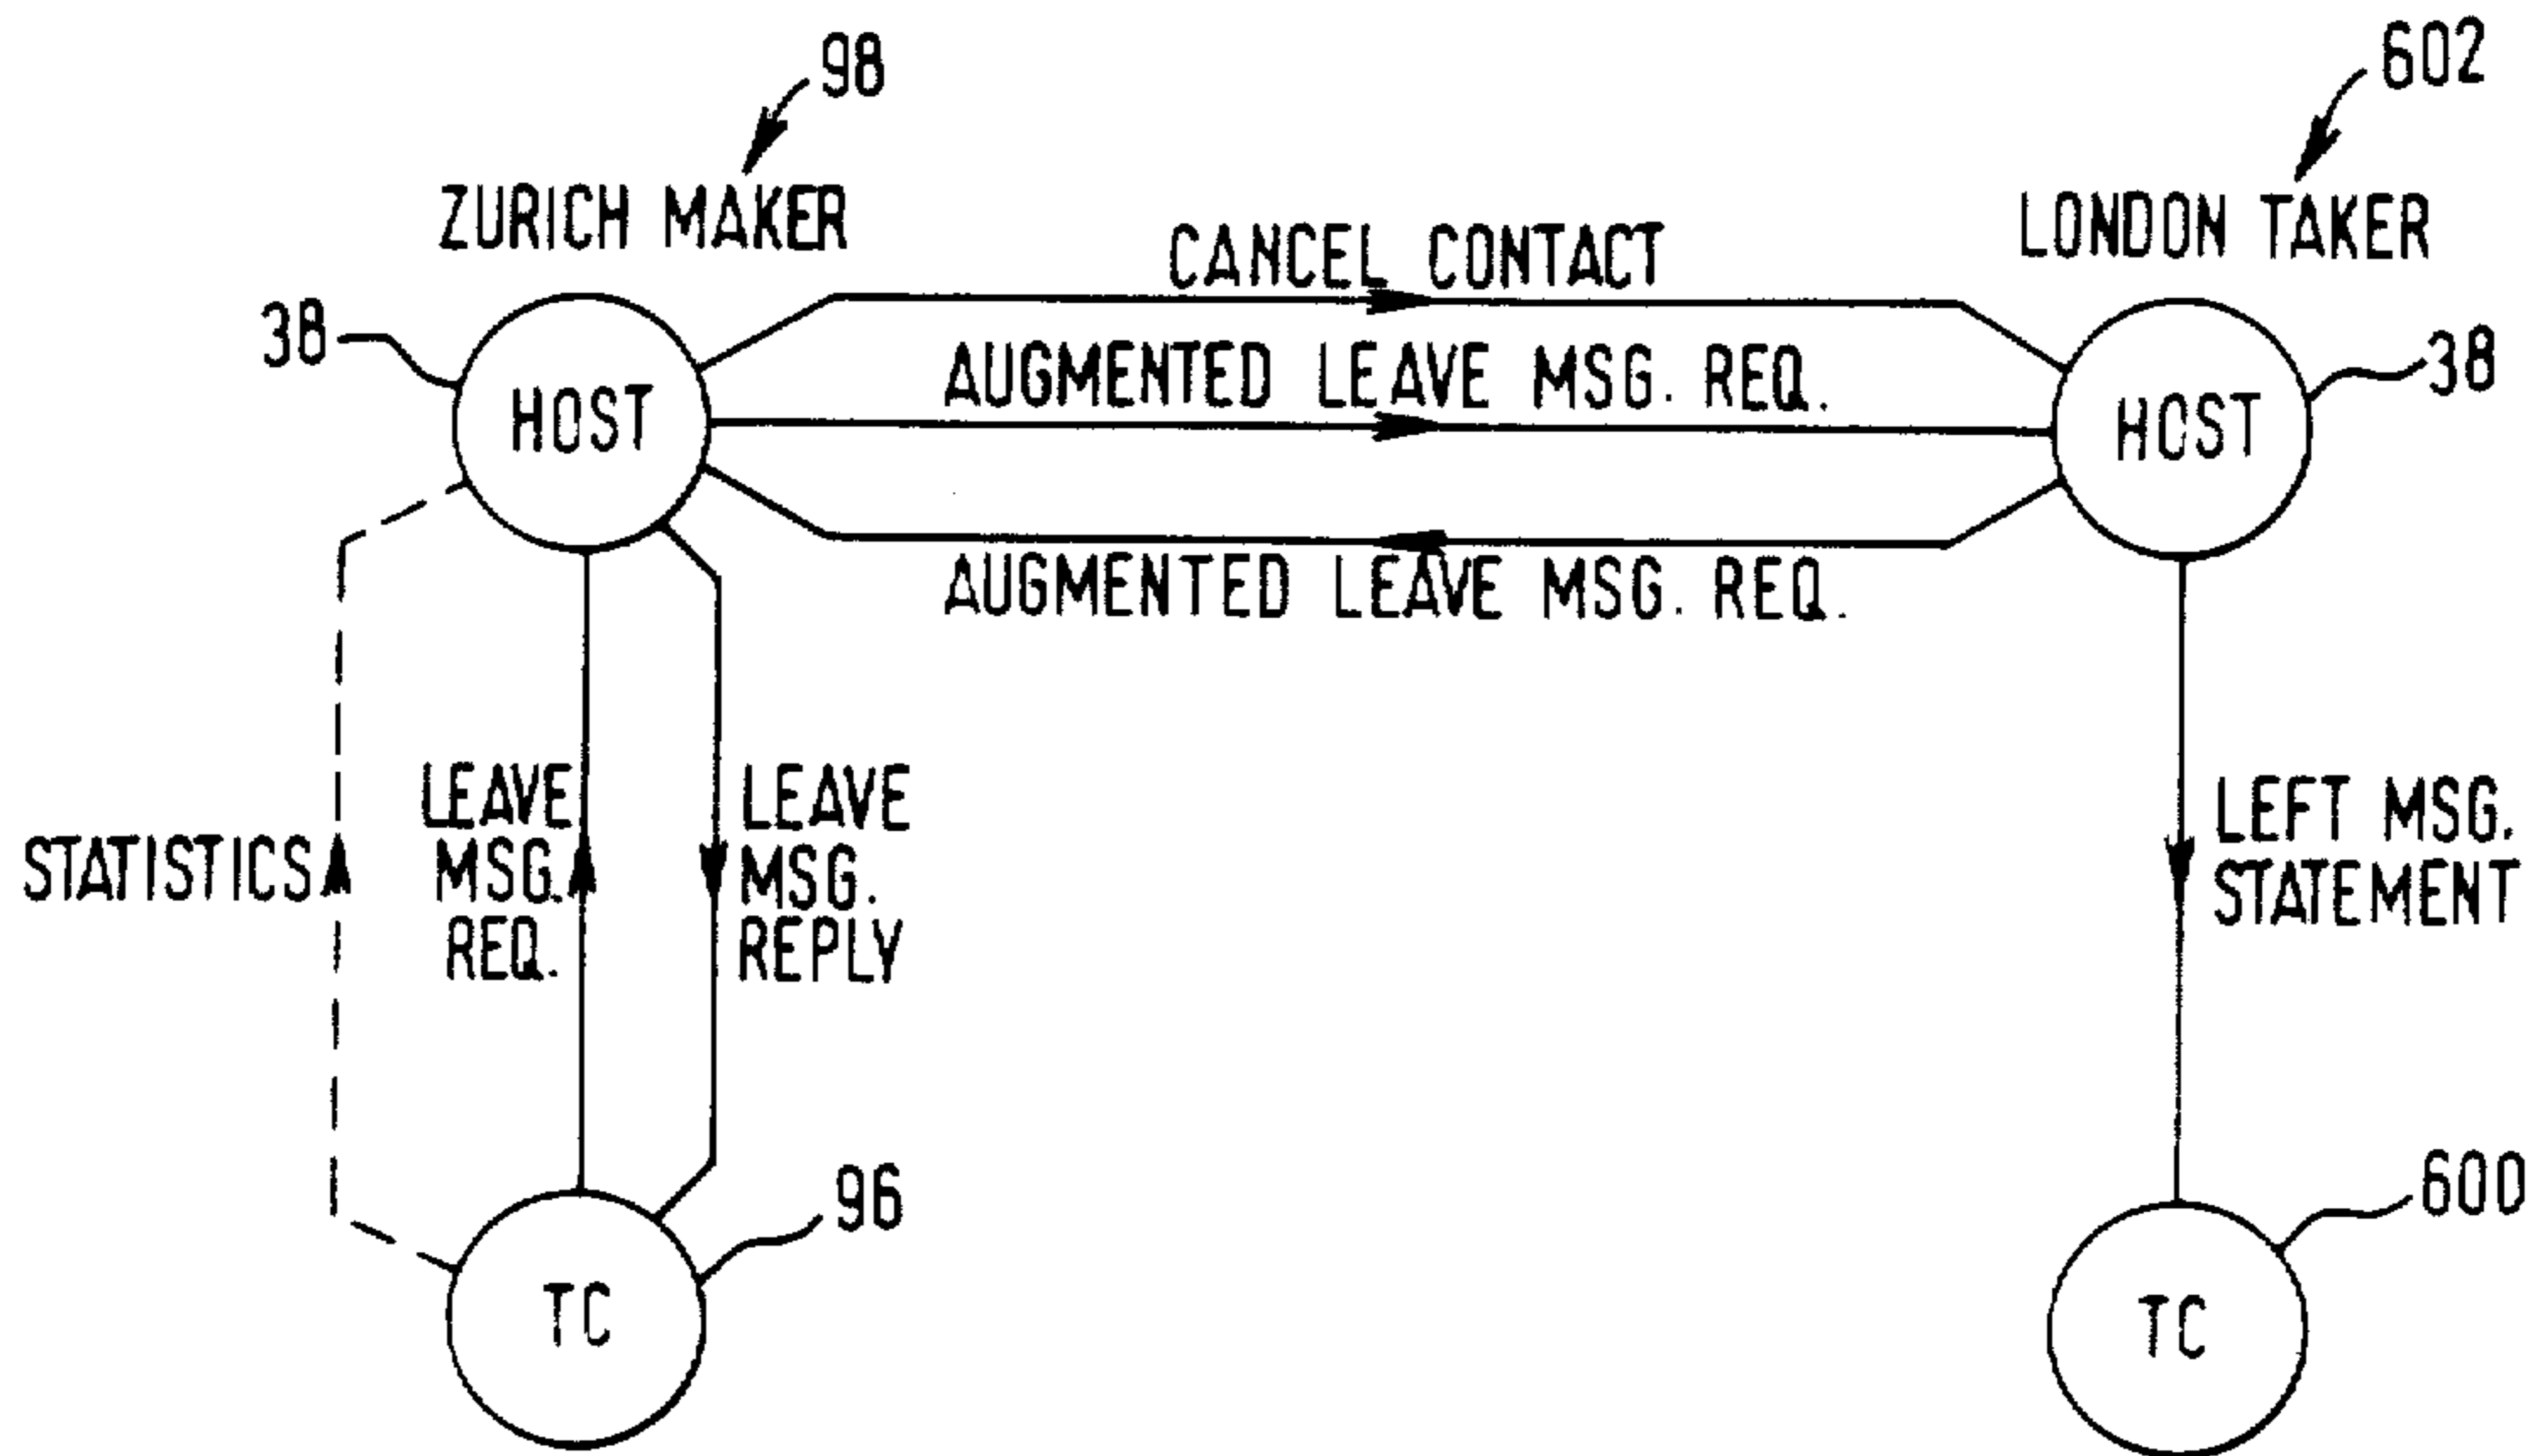 98
602
ZURICH MAKER
LONDON TAKER
CANCEL CONTACT
38
AUGMENTED LEAVE MSG. REQ.
38
HOST
HOST
AUGMENTED LEAVE MSG. REQ.
LEAVE
MSG.
REQ.
LEAVE
MSG.
REPLY
STATISTICS
LEFT MSG.
STATEMENT
96
600
TC
TC